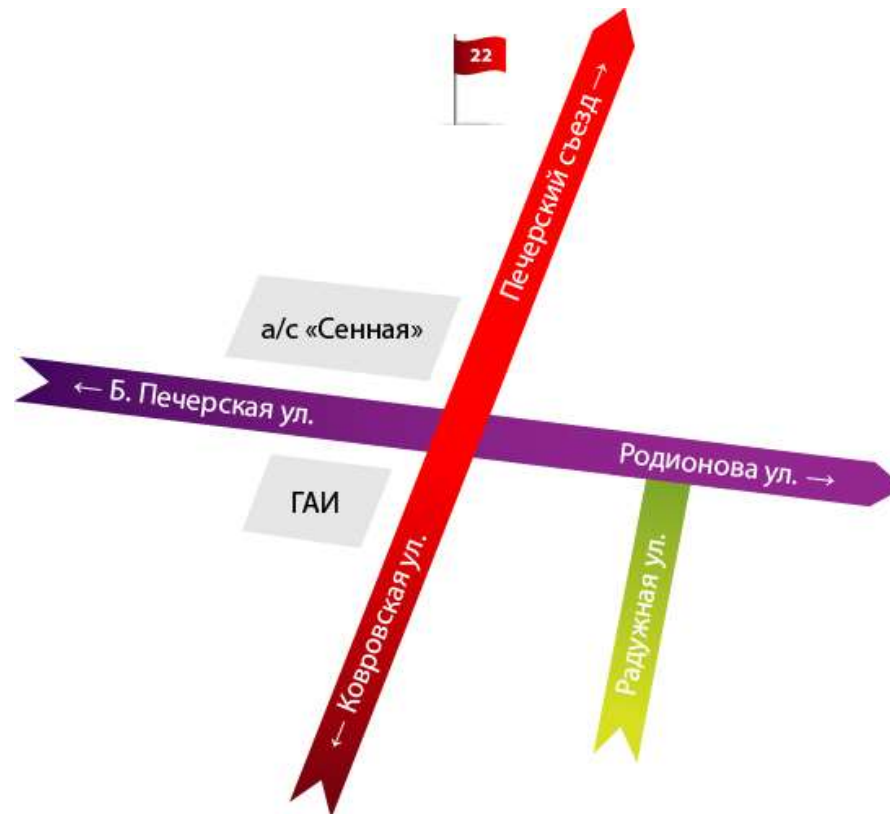 22
Печерский съезд →
а/с «Сенная»
← Б. Печерская ул.
Родионова ул. →
ГАИ
← Ковровская ул.
Радужная ул.